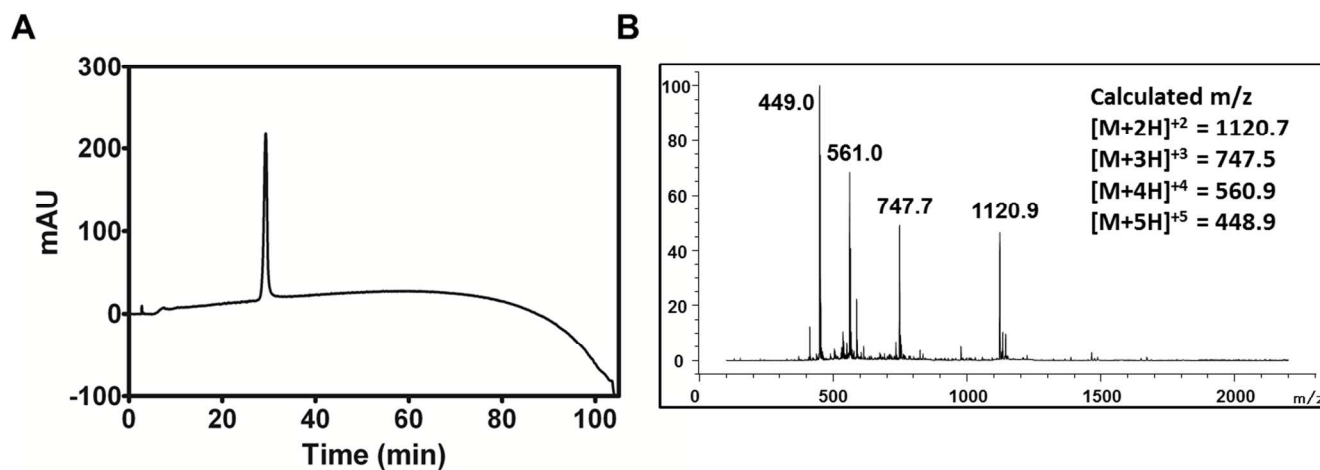 A
300
200
100
0
-100
mAU
0 20 40 60 80 100
Time (min)
B
100
80
60
40
20
0
449.0
561.0
747.7
1120.9
Calculated m/z
[M+2H]⁺² = 1120.7
[M+3H]⁺³ = 747.5
[M+4H]⁺⁴ = 560.9
[M+5H]⁺⁵ = 448.9
0 500 1000 1500 2000 m/z